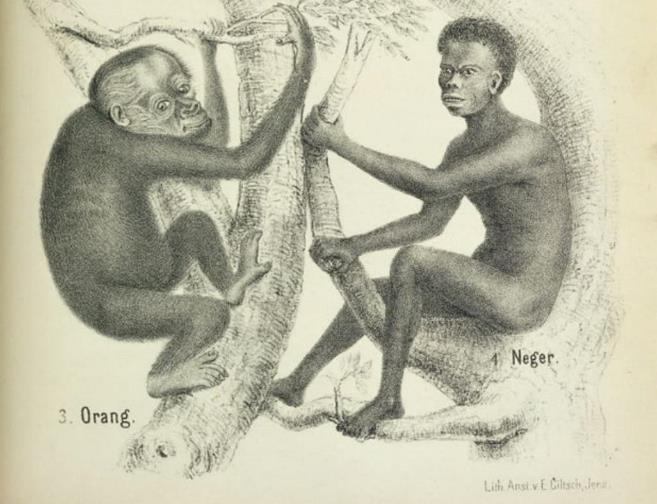 4 Neger.
3. Orang.
Lith. Anst. v. E. Giltsch, Jena.